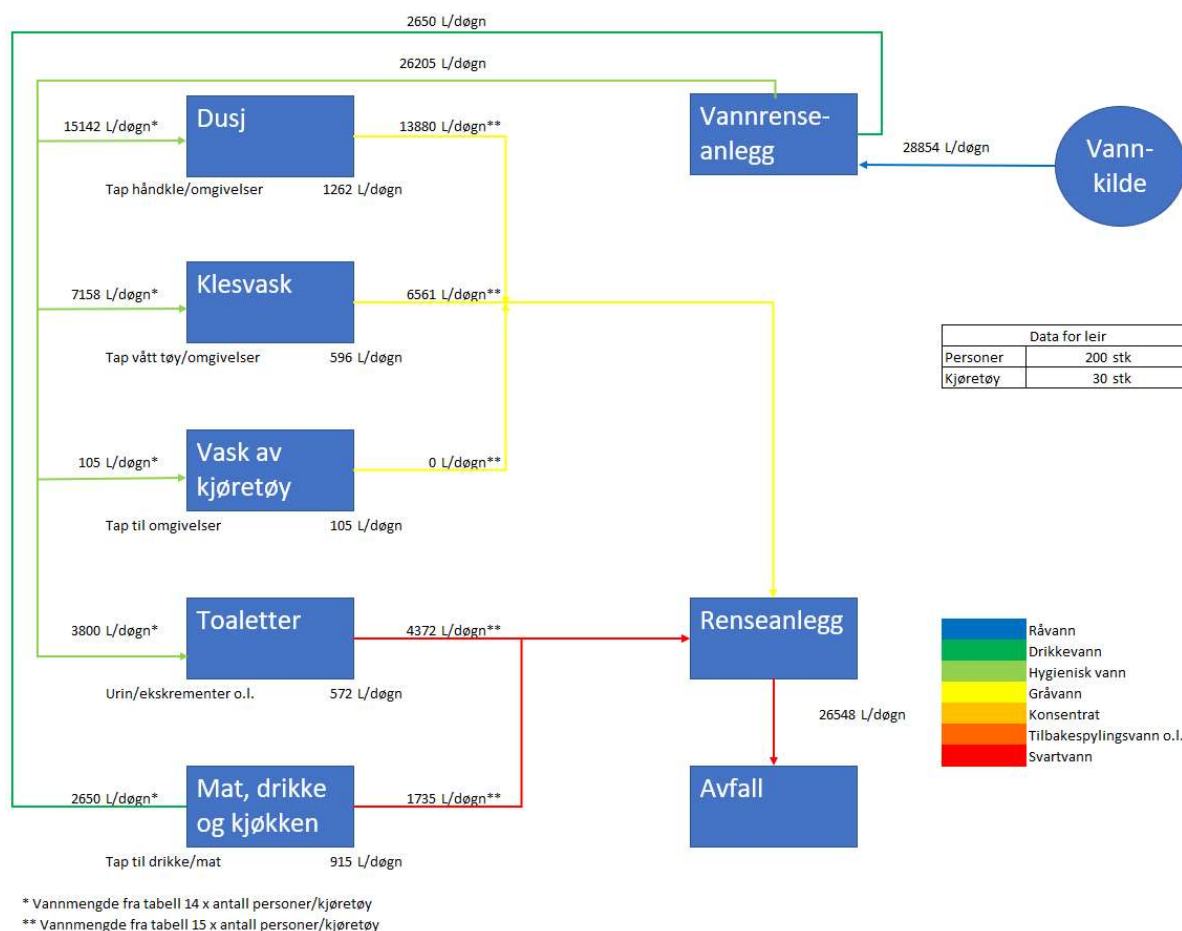 2650 L/døgn
26205 L/døgn
15142 L/døgn*
Dusj
13880 L/døgn**
Vannrense-
anlegg
28854 L/døgn
Vann-
kilde
Tap håndkle/omgivelser
1262 L/døgn
7158 L/døgn*
Klesvask
6561 L/døgn**
Tap vått tøy/omgivelser
596 L/døgn
Data for leir
Personer 200 stk
Kjøretøy 30 stk
105 L/døgn*
Vask av
kjøretøy
0 L/døgn**
Tap til omgivelser
105 L/døgn
3800 L/døgn*
Toaletter
4372 L/døgn**
Renseanlegg
Urin/ekskrementer o.l.
572 L/døgn
26548 L/døgn
Råvann
Drikkevann
Hygienisk vann
Gråvann
Konsentrat
Tilbakespylingsvann o.l.
Svartvann
2650 L/døgn*
Mat, drikke
og kjøkken
1735 L/døgn**
Avfall
Tap til drikke/mat
915 L/døgn
* Vannmengde fra tabell 14 x antall personer/kjøretøy
** Vannmengde fra tabell 15 x antall personer/kjøretøy